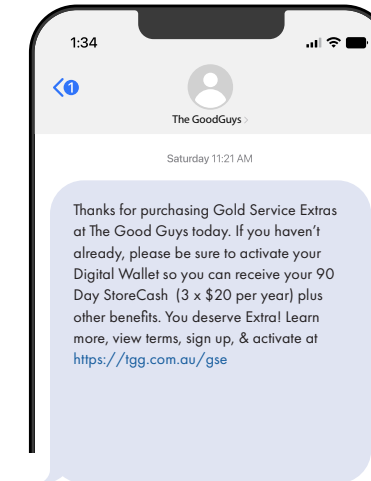 1:34
1
The GoodGuys
Saturday 11:21 AM
Thanks for purchasing Gold Service Extras
at The Good Guys today. If you haven’t
already, please be sure to activate your
Digital Wallet so you can receive your 90
Day StoreCash (3 x $20 per year) plus
other benefits. You deserve Extra! Learn
more, view terms, sign up, & activate at
https://tgg.com.au/gse